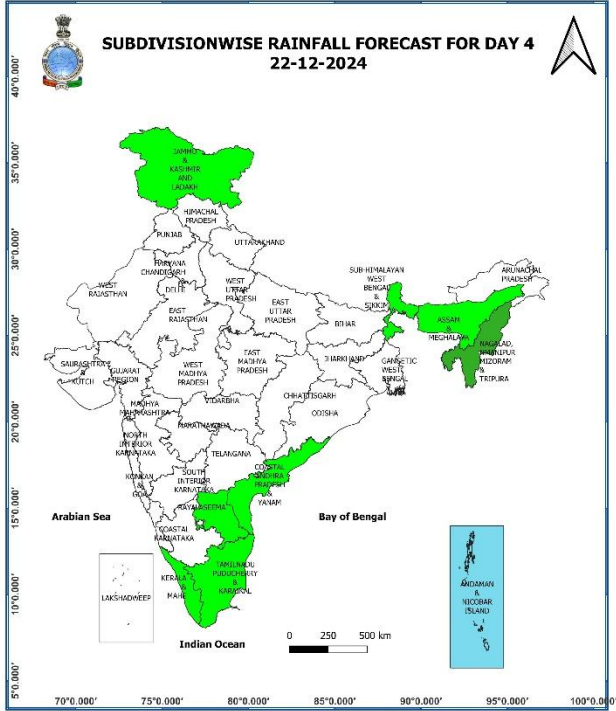 SUBDIVISIONWISE RAINFALL FORECAST FOR DAY 4
22-12-2024
40°0.000'
35°0.000'
30°0.000'
25°0.000'
20°0.000'
15°0.000'
10°0.000'
5°0.000'
JAMMU
&
KASHMIR
AND
LADAKH
HIMACHAL
PRADESH
PUNJAB
UTTARAKHAND
HARYANA
CHANDIGARH
DELHI
WEST
RAJASTHAN
WEST
UTTAR
PRADESH
EAST
RAJASTHAN
EAST
UTTAR
PRADESH
SUB-HIMALAYAN
WEST
BENGAL
&
SIKKIM
ARUNACHAL
PRADESH
ASSAM
&
MEGHALAYA
NAGALAD,
MANIPUR
MIZORAM
&
TRIPURA
BIHAR
JHARKHAND
GANGETIC
WEST
BENGAL
SAURASHTRA
&
KUTCH
GUJARAT
REGION
WEST
MADHYA
PRADESH
EAST
MADHYA
PRADESH
CHHATTISGARH
ODISHA
VIDARBHA
MADHYA
MAHARASHTRA
MARATHAWADA
NORTH
INTERIOR
KARNATAKA
TELANGANA
KONKAN
&
GOA
SOUTH
INTERIOR
KARNATAKA
COASTAL
ANDHRA
PRADESH
&
YANAM
RAYALASEEMA
COASTAL
KARNATAKA
TAMILNADU
PUDUCHERRY
&
KARAIKAL
KERALA
&
MAHE
LAKSHADWEEP
ANDAMAN
&
NICOBAR
ISLAND
Arabian Sea
Bay of Bengal
Indian Ocean
0 250 500 km
70°0.000' 75°0.000' 80°0.000' 85°0.000' 90°0.000' 95°0.000' 100°0.000'